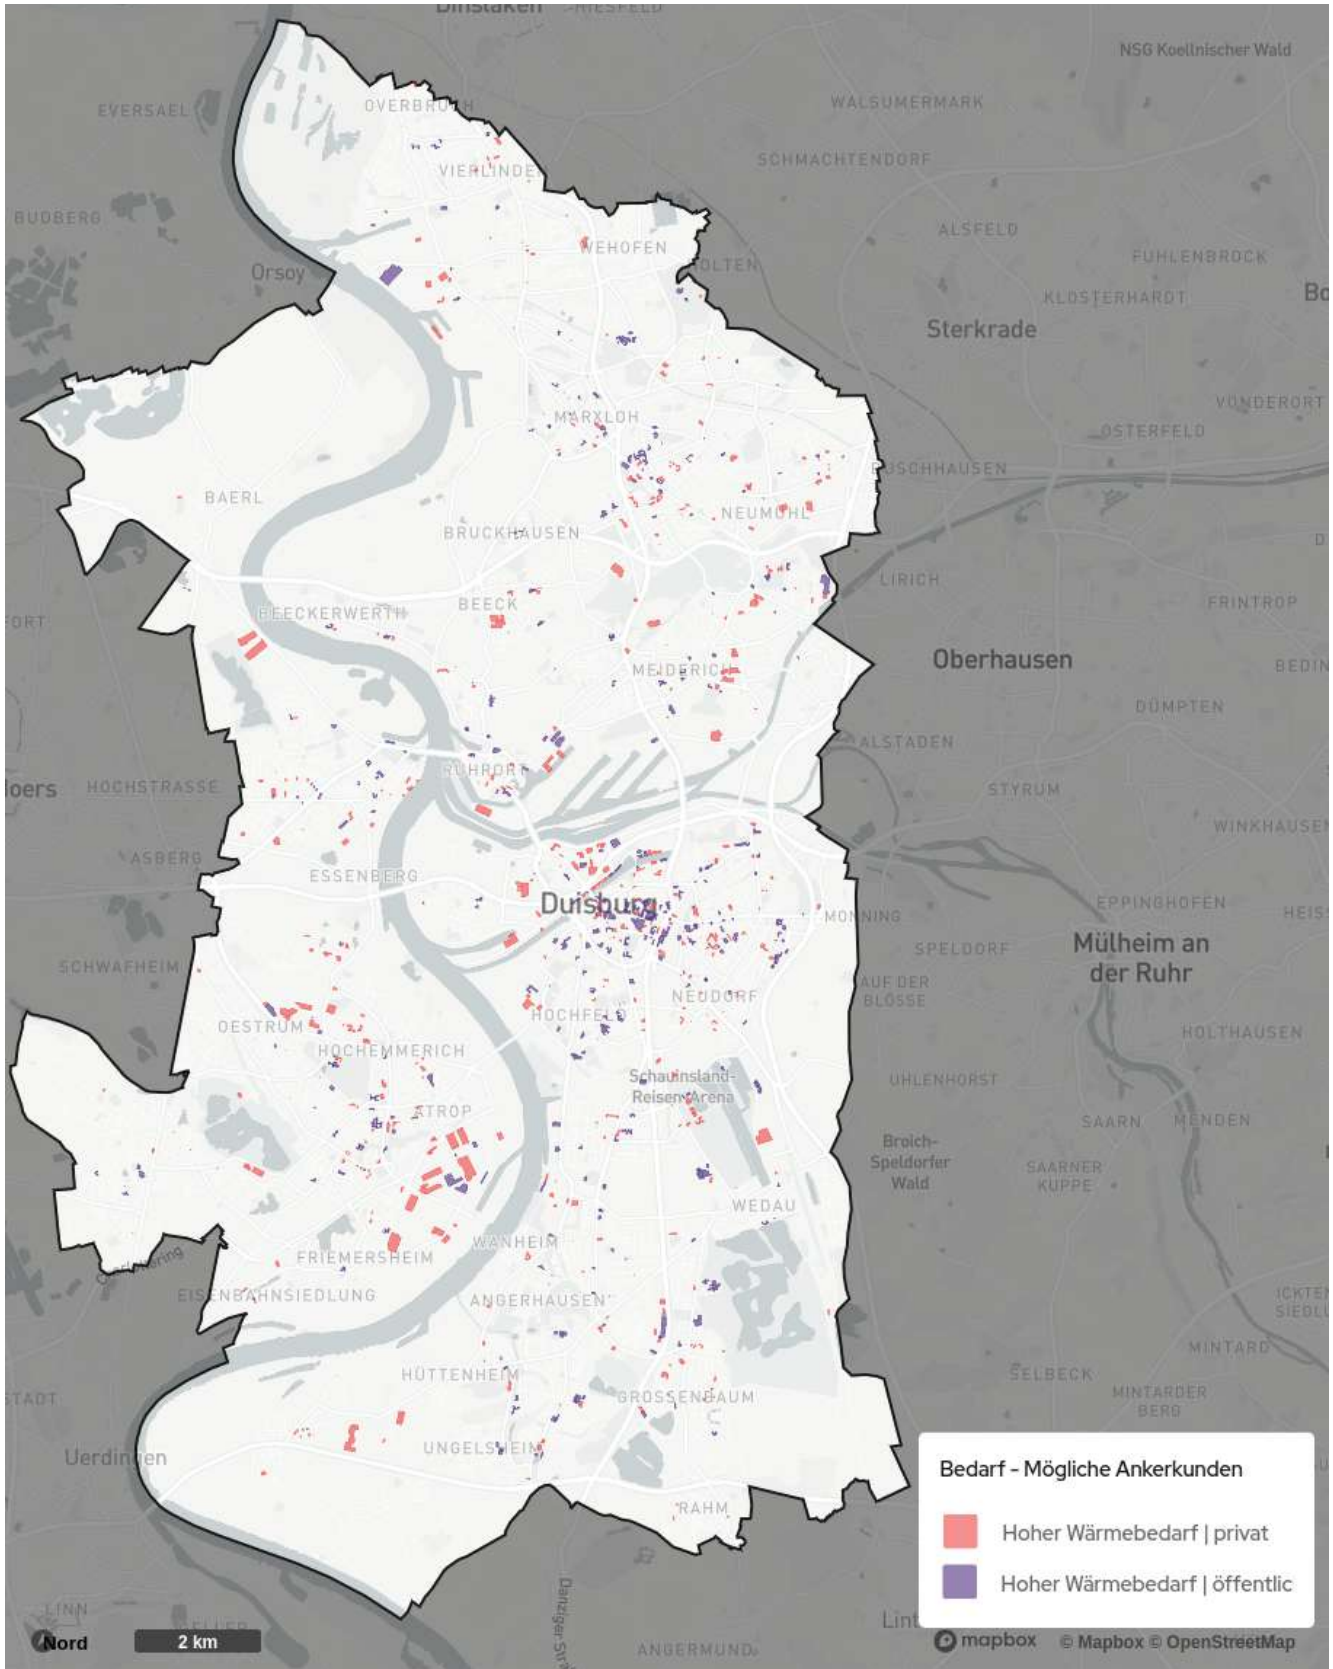 NSG Koellnischer Wald
EVERSAEL
OVERBRUCH
WALSUMERMARK
SCHMACHTENDORF
VIERLINDEN
BUDBERG
ALSFELD
WEHOFEN
Orsoy
FUHLENBROCK
KLOSTERHARDT
Sterkrade
VONDERORT
MARXLOH
OSTERFELD
BUSCHHAUSEN
BAERL
NEUMÜHL
BRUCKHAUSEN
LIRICH
BEECK
FRINTROP
BEECKERWERTH
Oberhausen
MEIDERICH
DÜMPTEN
ALSTADEN
RUHRORT
HOCHSTRASSE
STYRUM
WINKHAUSEN
ASBERG
ESSENBERG
Duisburg
EPPINGHOFEN
MONNING
Mülheim an
der Ruhr
SPELDORF
SCHWAFHEIM
AUF DER
BLÖSSE
NEUDORF
HOCHFELD
OESTRUM
HOLTHAUSEN
HOCHEMMERICH
Schauinsland-
Reisen-Arena
UHLENHORST
ATROP
SAARN
MENDEN
Broich-
Speldorfer
Wald
SAARNER
KUPPE
WEDAU
WANHEIM
FRIEMERSHEIM
EISENBAHNSIEDLUNG
ANGERHAUSEN
MINTARD
HÜTTENHEIM
SELBECK
GROSSENBAUM
MINTARDER
BERG
UNGELSHEIM
Uerdingen
Bedarf - Mögliche Ankerkunden
RAHM
Hoher Wärmebedarf | privat
Hoher Wärmebedarf | öffentlic
LINN
Nord
2 km
ANGERMUND
mapbox
© Mapbox © OpenStreetMap